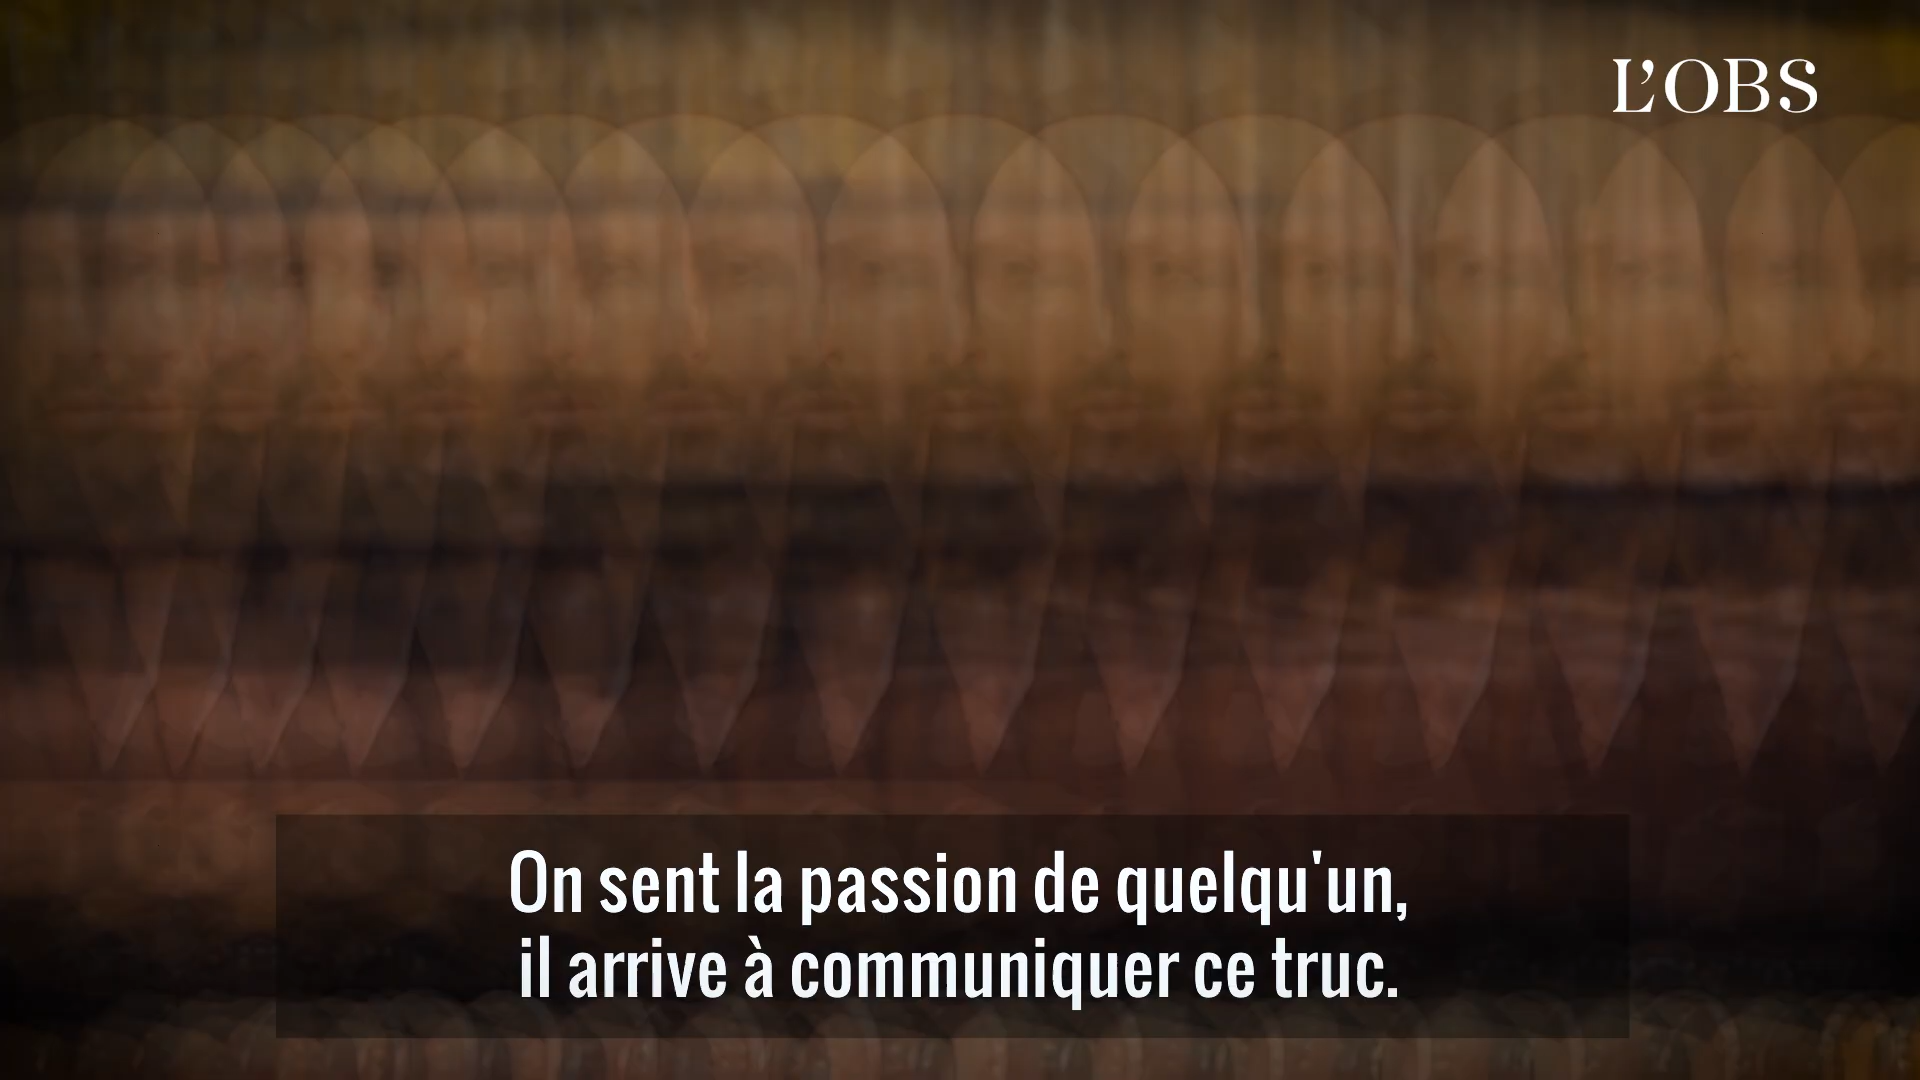 L'OBS
On sent la passion de quelqu'un,
il arrive à communiquer ce truc.